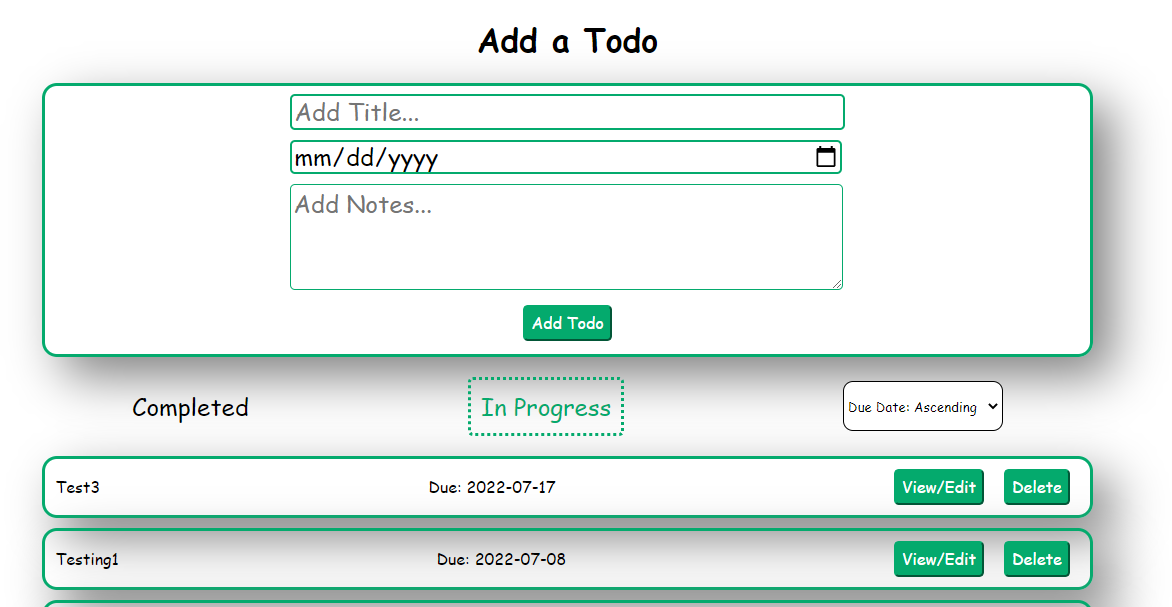 Add a Todo
Add Title...
mm/dd/yyyy
Add Notes...
Add Todo
Completed In Progress Due Date: Ascending
Test3 Due: 2022-07-17 View/Edit Delete
Testing1 Due: 2022-07-08 View/Edit Delete